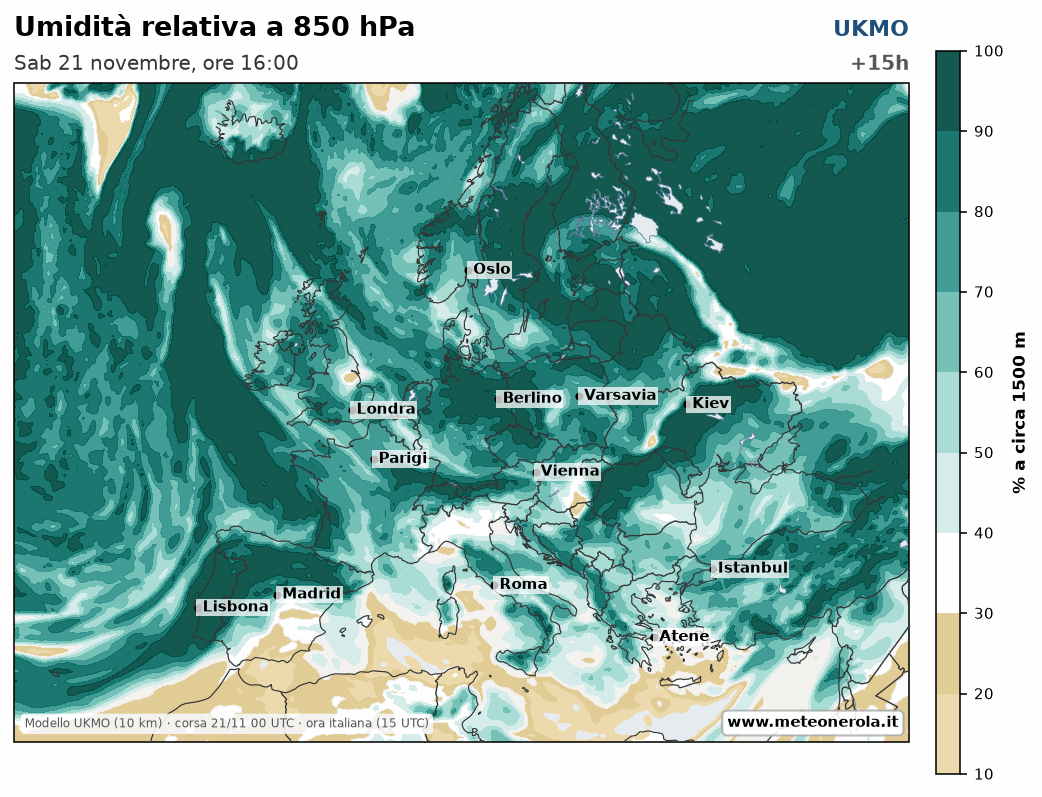 Umidità relativa a 850 hPa
UKMO
Sab 21 novembre, ore 16:00
+15h
100
90
80
70
60
50
40
30
20
10
% a circa 1500 m
Oslo
Berlino
Varsavia
Kiev
Londra
Parigi
Vienna
Istanbul
Roma
Madrid
Lisbona
Atene
Modello UKMO (10 km) · corsa 21/11 00 UTC · ora italiana (15 UTC)
www.meteonerola.it